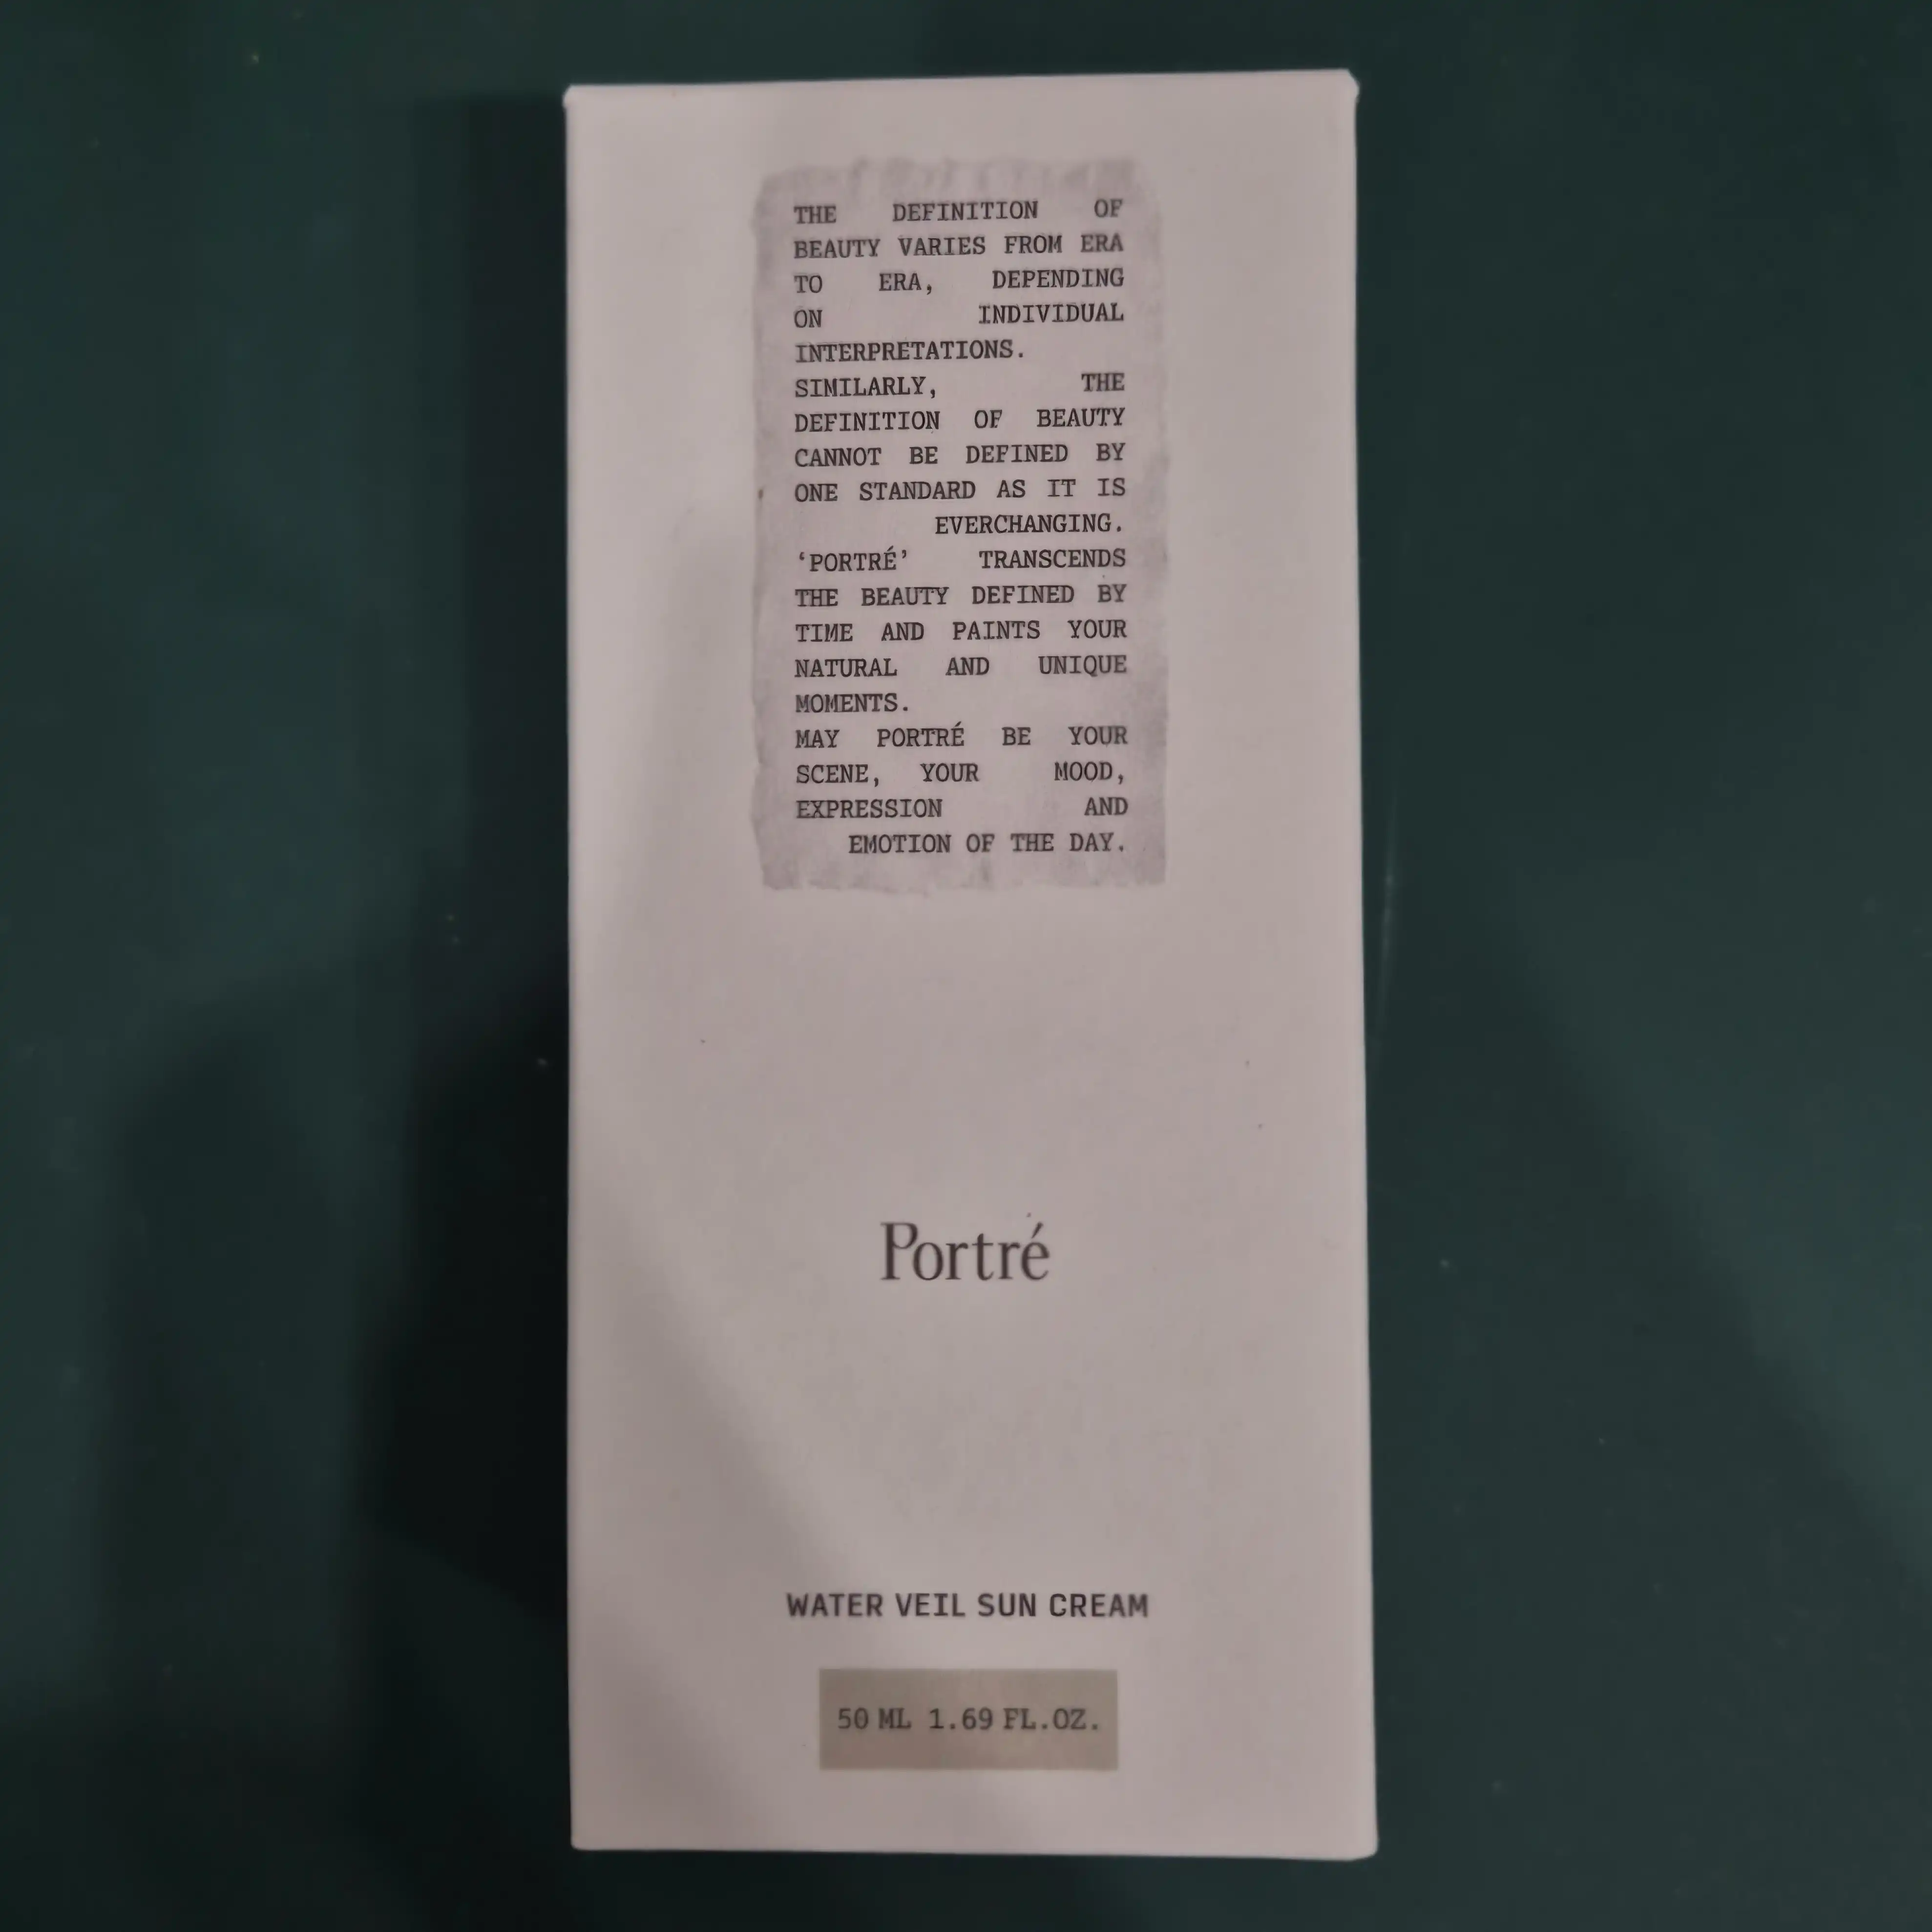 THE DEFINITION OF
BEAUTY VARIES FROM ERA
TO ERA, DEPENDING
ON INDIVIDUAL
INTERPRETATIONS.
SIMILARLY, THE
DEFINITION OF BEAUTY
CANNOT BE DEFINED BY
ONE STANDARD AS IT IS
EVERCHANGING.
‘PORTRÉ’ TRANSCENDS
THE BEAUTY DEFINED BY
TIME AND PAINTS YOUR
NATURAL AND UNIQUE
MOMENTS.
MAY PORTRÉ BE YOUR
SCENE, YOUR MOOD,
EXPRESSION AND
EMOTION OF THE DAY.
Portré
WATER VEIL SUN CREAM
50 ML 1.69 FL.OZ.